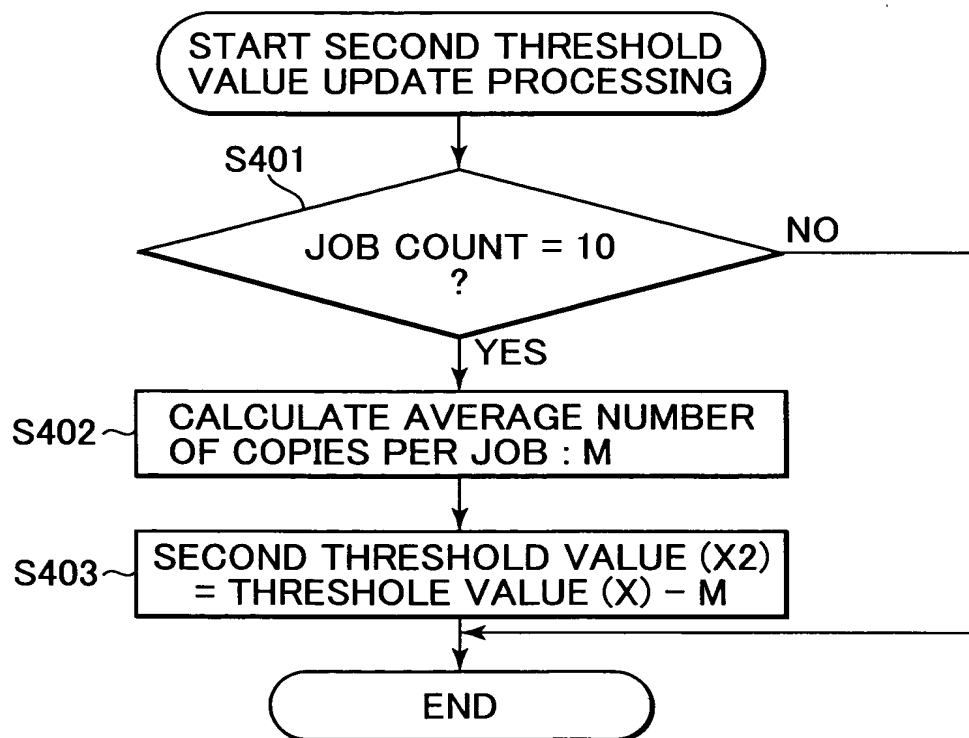 START SECOND THRESHOLD
VALUE UPDATE PROCESSING
S401
JOB COUNT = 10
?
NO
YES
S402
CALCULATE AVERAGE NUMBER
OF COPIES PER JOB : M
S403
SECOND THRESHOLD VALUE (X2)
= THRESHOLE VALUE (X) – M
END